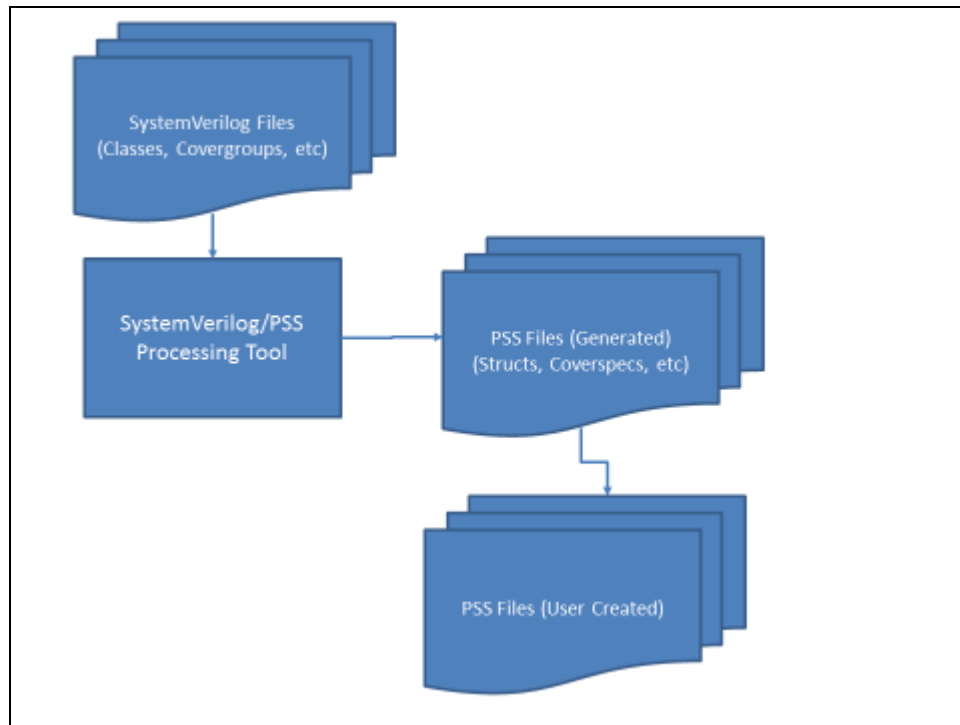 SystemVerilog Files
(Classes, Covergroups, etc)
SystemVerilog/PSS
Processing Tool
PSS Files (Generated)
(Structs, Coverspecs, etc)
PSS Files (User Created)